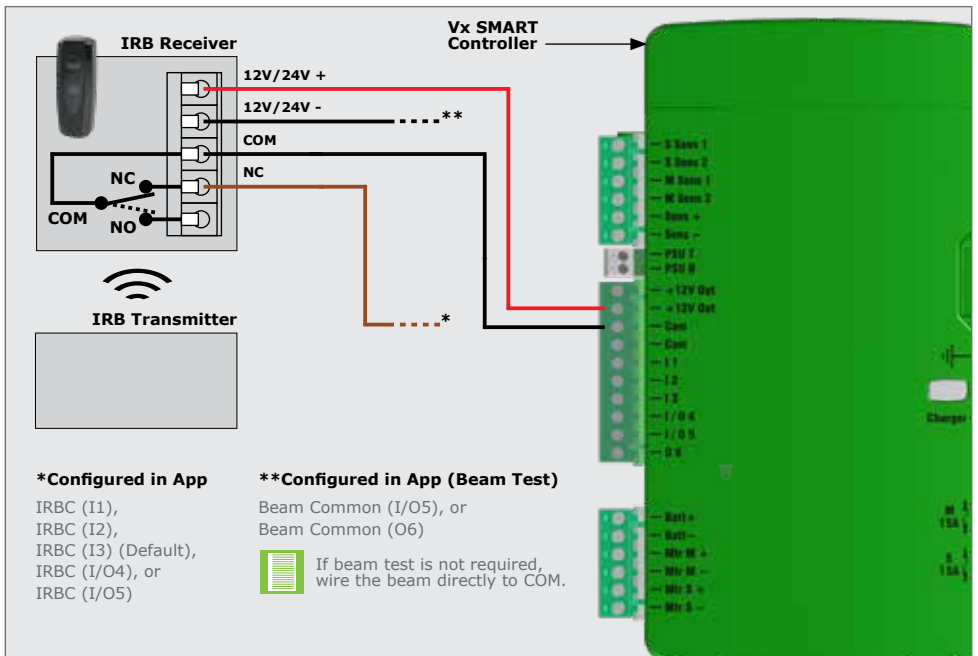 Vx SMART
Controller
IRB Receiver
12V/24V +
12V/24V -
**
COM
NC
NC
COM
NO
*
IRB Transmitter
S Sens 1
S Sens 2
M Sens 1
M Sens 2
Sens +
Sens -
PSU T
PSU R
+12V Out
+12V Out
Com
Com
I 1
I 2
I 3
I / O 4
I / O 5
O 6
Charger
Batt+
Batt-
Mtr M +
Mtr M -
Mtr S +
Mtr S -
M
15A
S
15A
*Configured in App
IRBC (I1),
IRBC (I2),
IRBC (I3) (Default),
IRBC (I/O4), or
IRBC (I/O5)
**Configured in App (Beam Test)
Beam Common (I/O5), or
Beam Common (O6)
If beam test is not required,
wire the beam directly to COM.